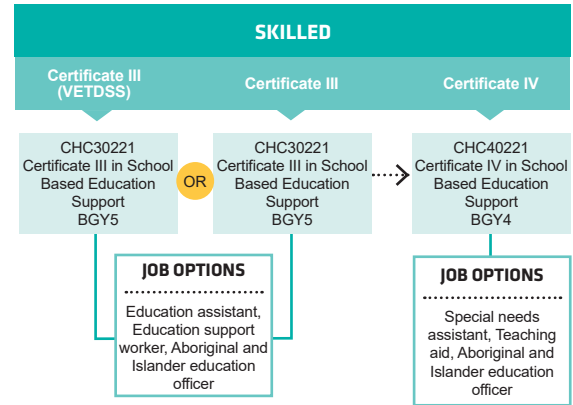 SKILLED
Certificate III
(VETDSS)
Certificate III
Certificate IV
CHC30221
Certificate III in School
Based Education
Support
BGY5
OR
CHC30221
Certificate III in School
Based Education
Support
BGY5
CHC40221
Certificate IV in School
Based Education
Support
BGY4
JOB OPTIONS
Education assistant,
Education support
worker, Aboriginal and
Islander education
officer
JOB OPTIONS
Special needs
assistant, Teaching
aid, Aboriginal and
Islander education
officer